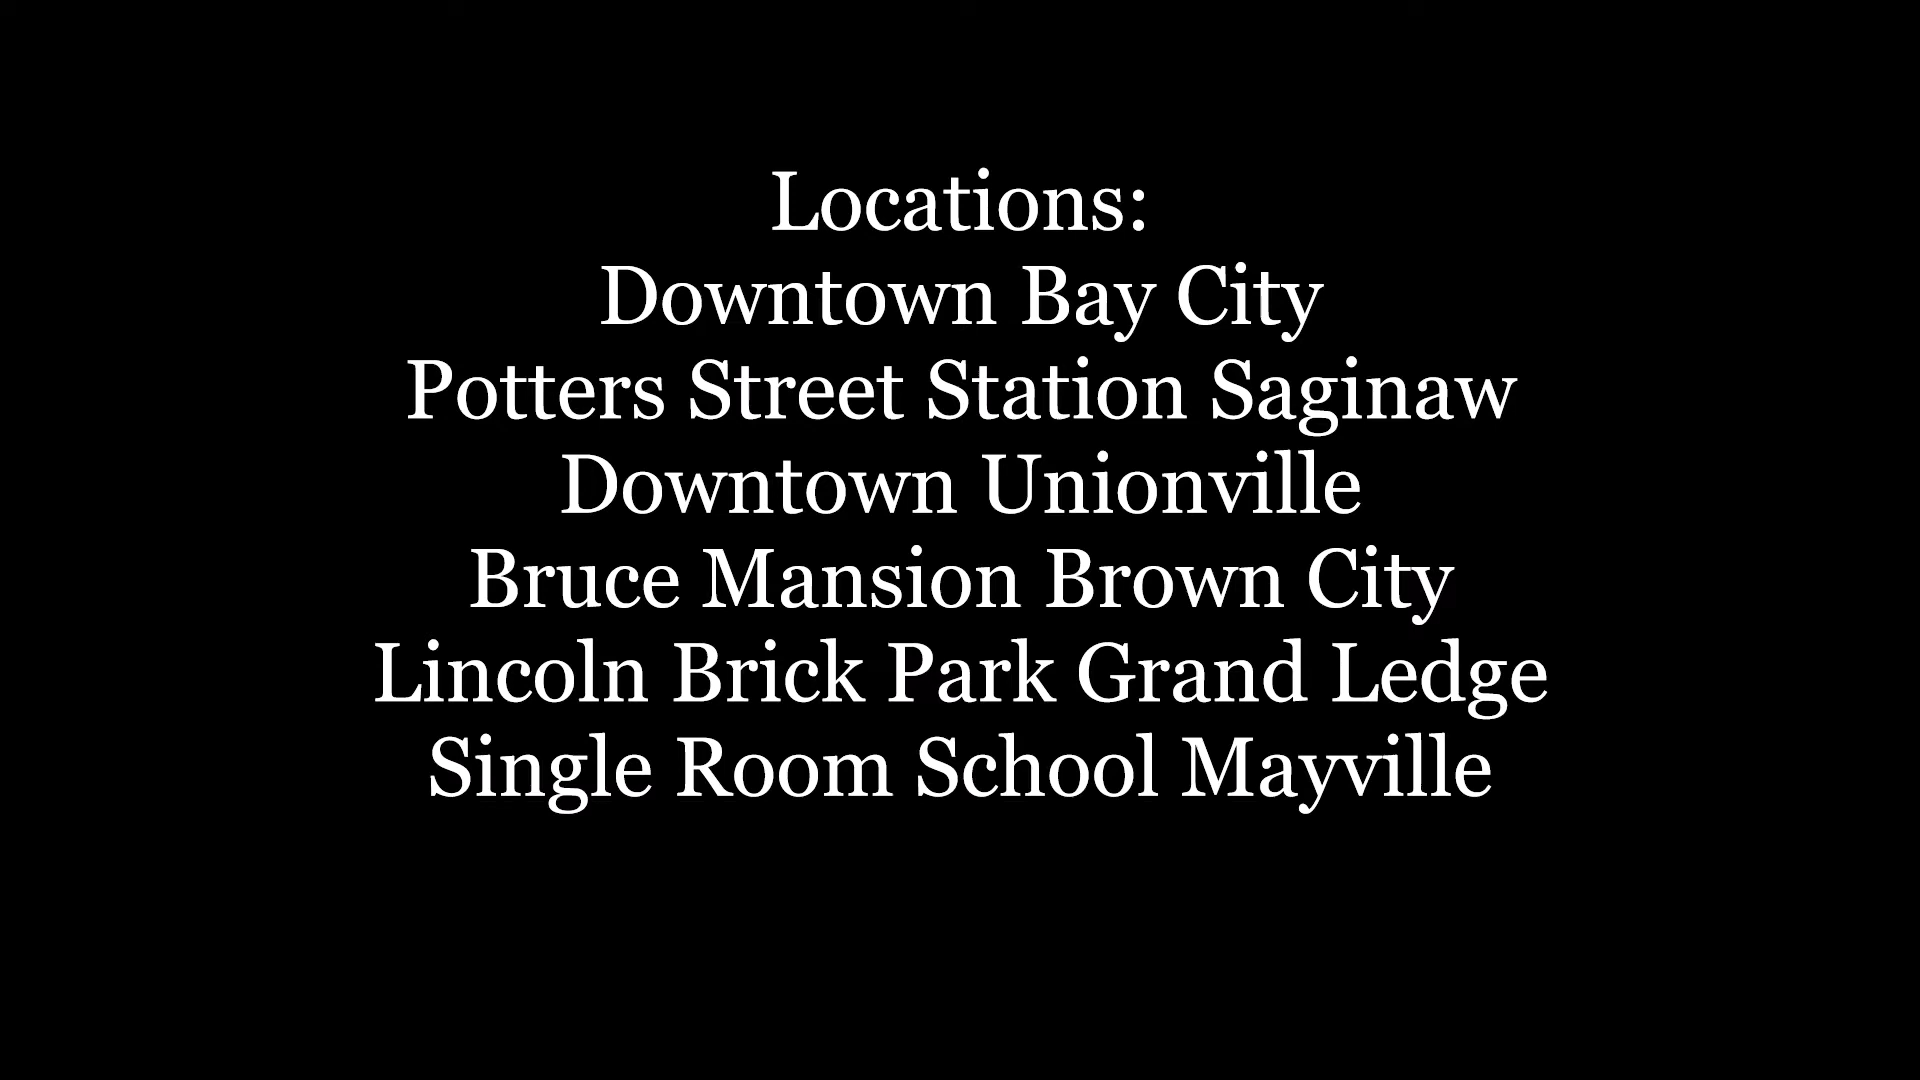 Locations:
Downtown Bay City
Potters Street Station Saginaw
Downtown Unionville
Bruce Mansion Brown City
Lincoln Brick Park Grand Ledge
Single Room School Mayville